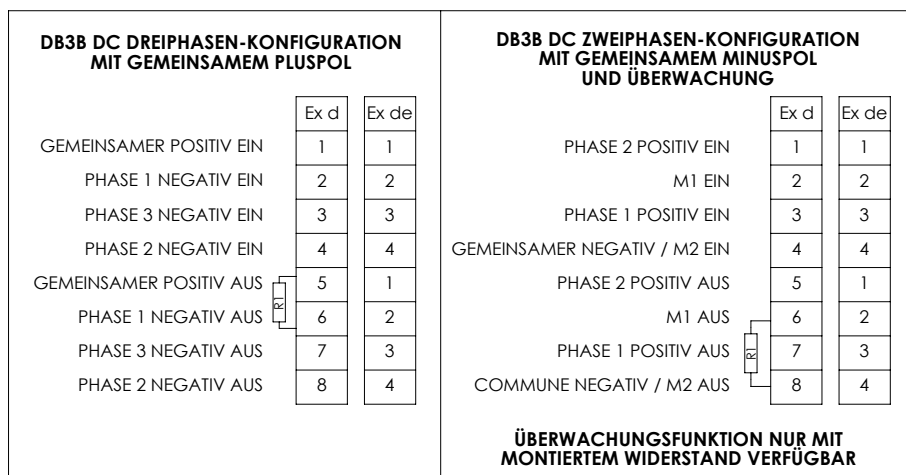 DB3B DC DREIPHASEN-KONFIGURATION
MIT GEMEINSAMEM PLUSPOL
Ex d Ex de
GEMEINSAMER POSITIV EIN 1 1
PHASE 1 NEGATIV EIN 2 2
PHASE 3 NEGATIV EIN 3 3
PHASE 2 NEGATIV EIN 4 4
GEMEINSAMER POSITIV AUS 5 1
R1
PHASE 1 NEGATIV AUS 6 2
PHASE 3 NEGATIV AUS 7 3
PHASE 2 NEGATIV AUS 8 4
DB3B DC ZWEIPHASEN-KONFIGURATION
MIT GEMEINSAMEM MINUSPOL
UND ÜBERWACHUNG
Ex d Ex de
PHASE 2 POSITIV EIN 1 1
M1 EIN 2 2
PHASE 1 POSITIV EIN 3 3
GEMEINSAMER NEGATIV / M2 EIN 4 4
PHASE 2 POSITIV AUS 5 1
M1 AUS 6 2
PHASE 1 POSITIV AUS R1 7 3
COMMUNE NEGATIV / M2 AUS 8 4
ÜBERWACHUNGSFUNKTION NUR MIT
MONTIERTEM WIDERSTAND VERFÜGBAR